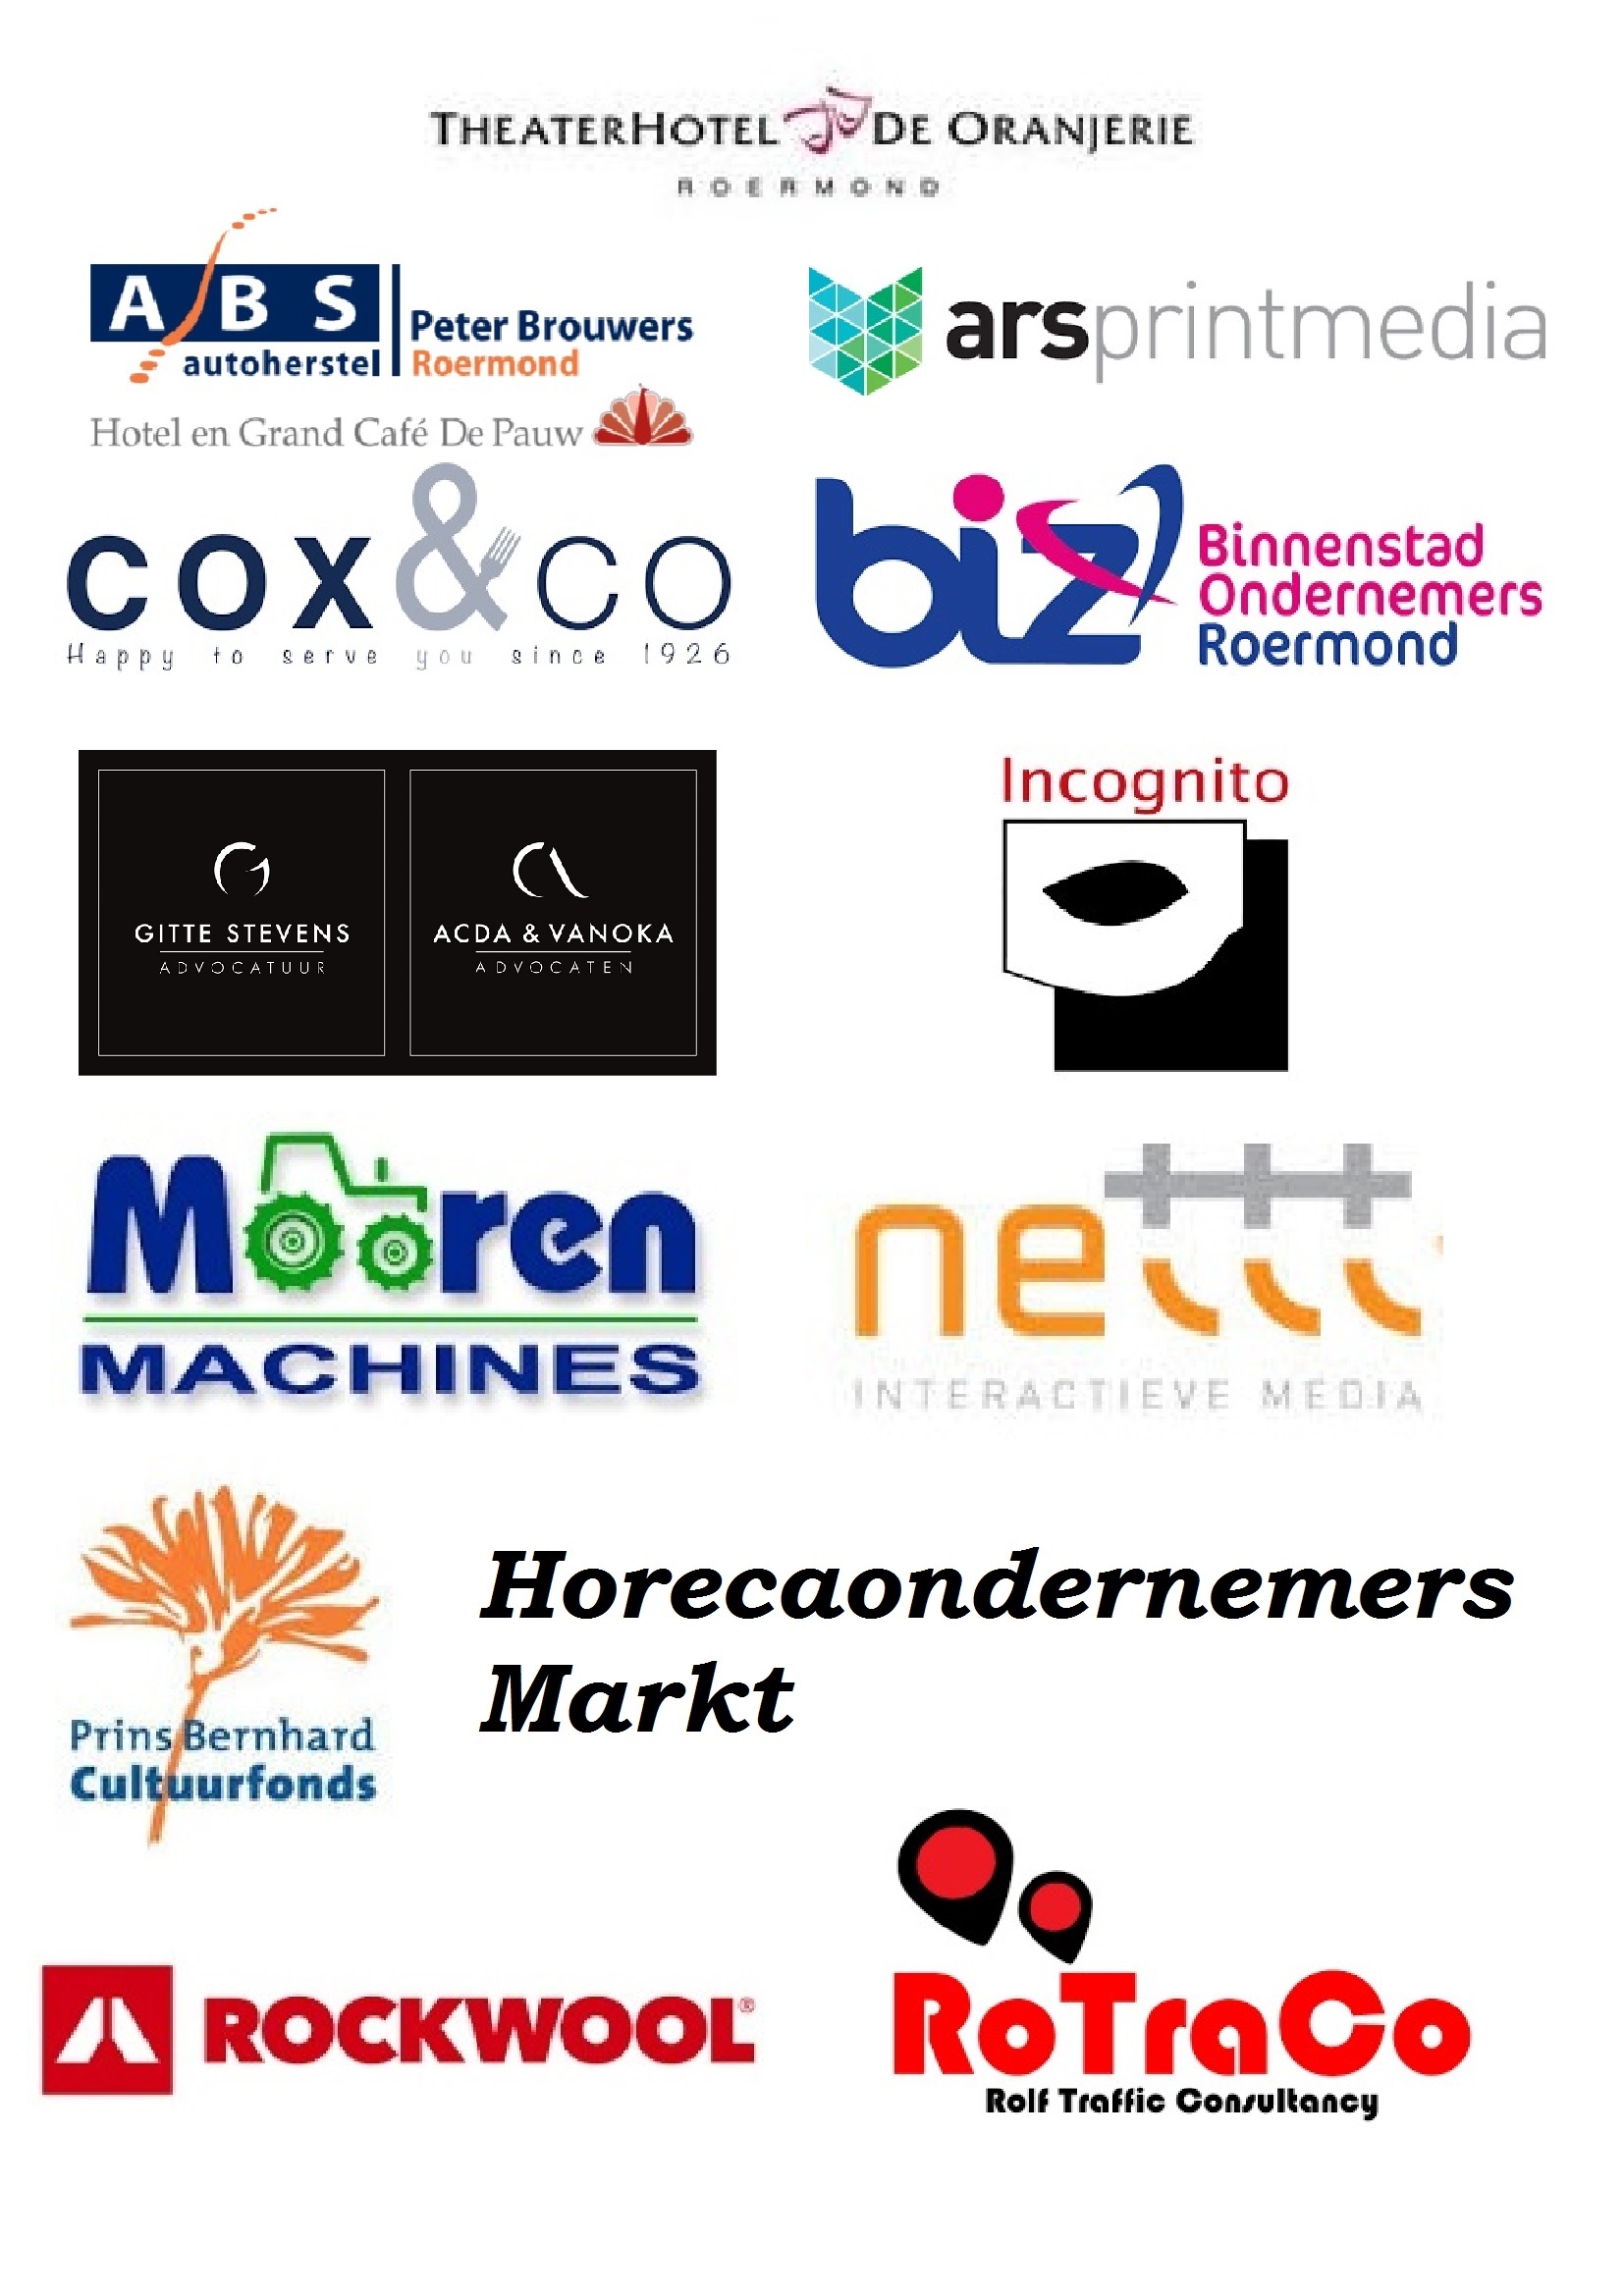 THEATERHOTEL DE ORANJERIE
ROERMOND
ABS
autoherstel
Peter Brouwers
Roermond
arsprintmedia
Hotel en Grand Café De Pauw
COX&CO
Happy to serve you since 1926
biz
Binnenstad
Ondernemers
Roermond
GITTE STEVENS
ADVOCATUUR
ACDA & VANOKA
ADVOCATEN
Incognito
Mooren
MACHINES
nettt
INTERACTIEVE MEDIA
Prins Bernhard
Cultuurfonds
Horecaondernemers
Markt
ROCKWOOL®
RoTraCo
Rolf Traffic Consultancy